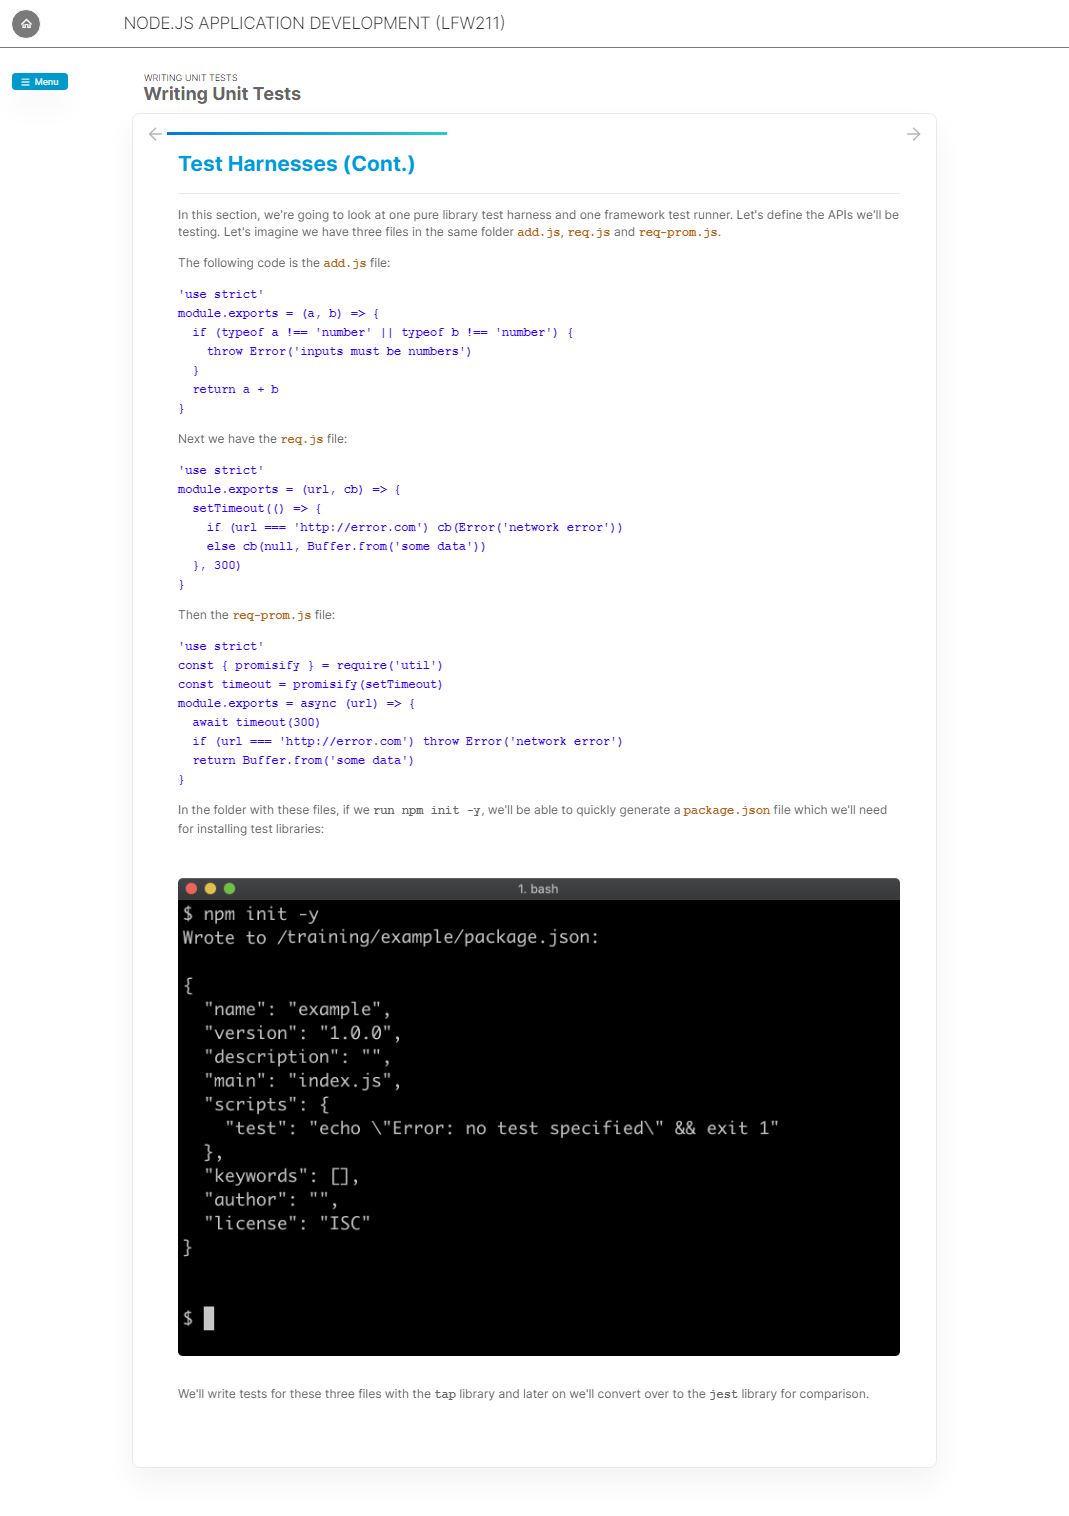 NODE.JS APPLICATION DEVELOPMENT (LFW211)
Menu
WRITING UNIT TESTS
Writing Unit Tests
Test Harnesses (Cont.)
In this section, we're going to look at one pure library test harness and one framework test runner. Let's define the APIs we'll be
testing. Let's imagine we have three files in the same folder add.js, req.js and req-prom.js.
The following code is the add.js file:
'use strict'
module.exports = (a, b) => {
  if (typeof a !== 'number' || typeof b !== 'number') {
    throw Error('inputs must be numbers')
  }
  return a + b
}
Next we have the req.js file:
'use strict'
module.exports = (url, cb) => {
  setTimeout(() => {
    if (url === 'http://error.com') cb(Error('network error'))
    else cb(null, Buffer.from('some data'))
  }, 300)
}
Then the req-prom.js file:
'use strict'
const { promisify } = require('util')
const timeout = promisify(setTimeout)
module.exports = async (url) => {
  await timeout(300)
  if (url === 'http://error.com') throw Error('network error')
  return Buffer.from('some data')
}
In the folder with these files, if we run npm init -y, we'll be able to quickly generate a package.json file which we'll need
for installing test libraries:
1. bash
$ npm init -y
Wrote to /training/example/package.json:
{
  "name": "example",
  "version": "1.0.0",
  "description": "",
  "main": "index.js",
  "scripts": {
    "test": "echo \"Error: no test specified\" && exit 1"
  },
  "keywords": [],
  "author": "",
  "license": "ISC"
}
$
We'll write tests for these three files with the tap library and later on we'll convert over to the jest library for comparison.